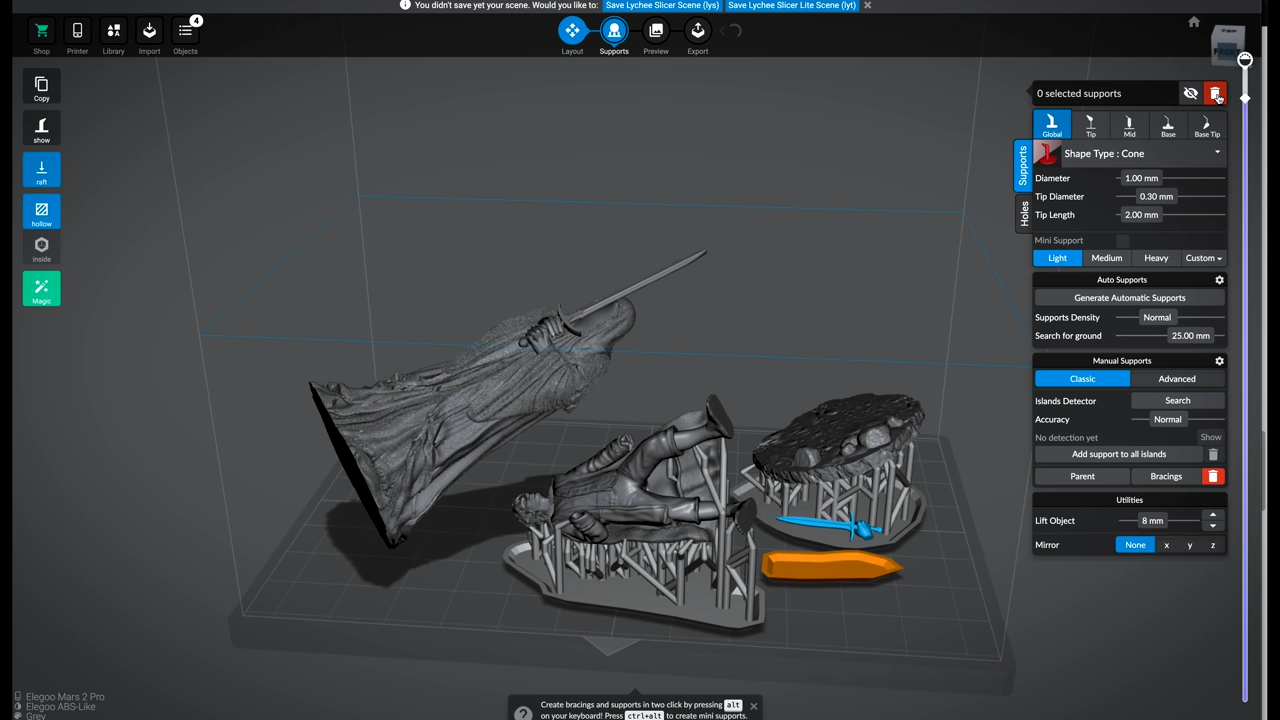 You didn't save yet your scene. Would you like to: Save Lychee Slicer Scene (lys) Save Lychee Slicer Lite Scene (lyt)
Shop Printer Library Import Objects 4
Layout Supports Preview Export
TOP
FRONT
Copy
show
raft
hollow
inside
Magic
0 selected supports
Global Tip Mid Base Base Tip
Supports
Holes
Shape Type : Cone
Diameter 1.00 mm
Tip Diameter 0.30 mm
Tip Length 2.00 mm
Mini Support
Light Medium Heavy Custom
Auto Supports
Generate Automatic Supports
Supports Density Normal
Search for ground 25.00 mm
Manual Supports
Classic Advanced
Islands Detector Search
Accuracy Normal
No detection yet Show
Add support to all islands
Parent Bracings
Utilities
Lift Object 8 mm
Mirror None x y z
Elegoo Mars 2 Pro
Elegoo ABS-Like
Grey
? Create bracings and supports in two click by pressing alt
on your keyboard! Press ctrl+alt to create mini supports.